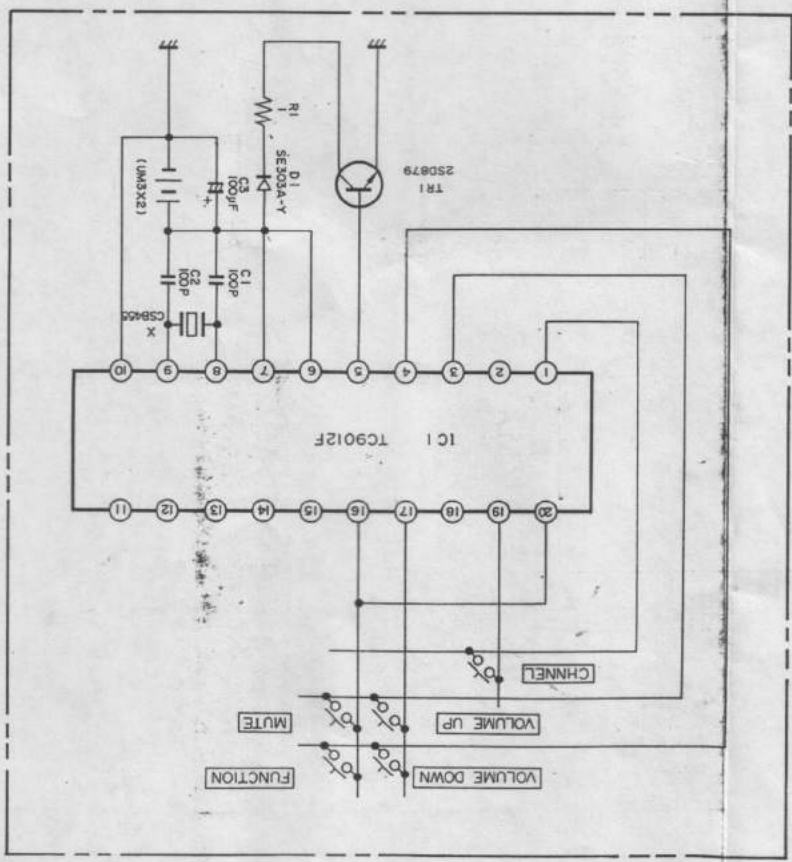 VOLUME DOWN
FUNCTION
VOLUME UP
MUTE
CHNNEL
20 19 18 17 16 15 14 13 12 11
IC1 TC9012F
1 2 3 4 5 6 7 8 9 10
X
CSB455
C1
100P
C2
100P
TR1
2SD879
D1
SE303A-Y
C3
100µF
+
(UM3X2)
R1